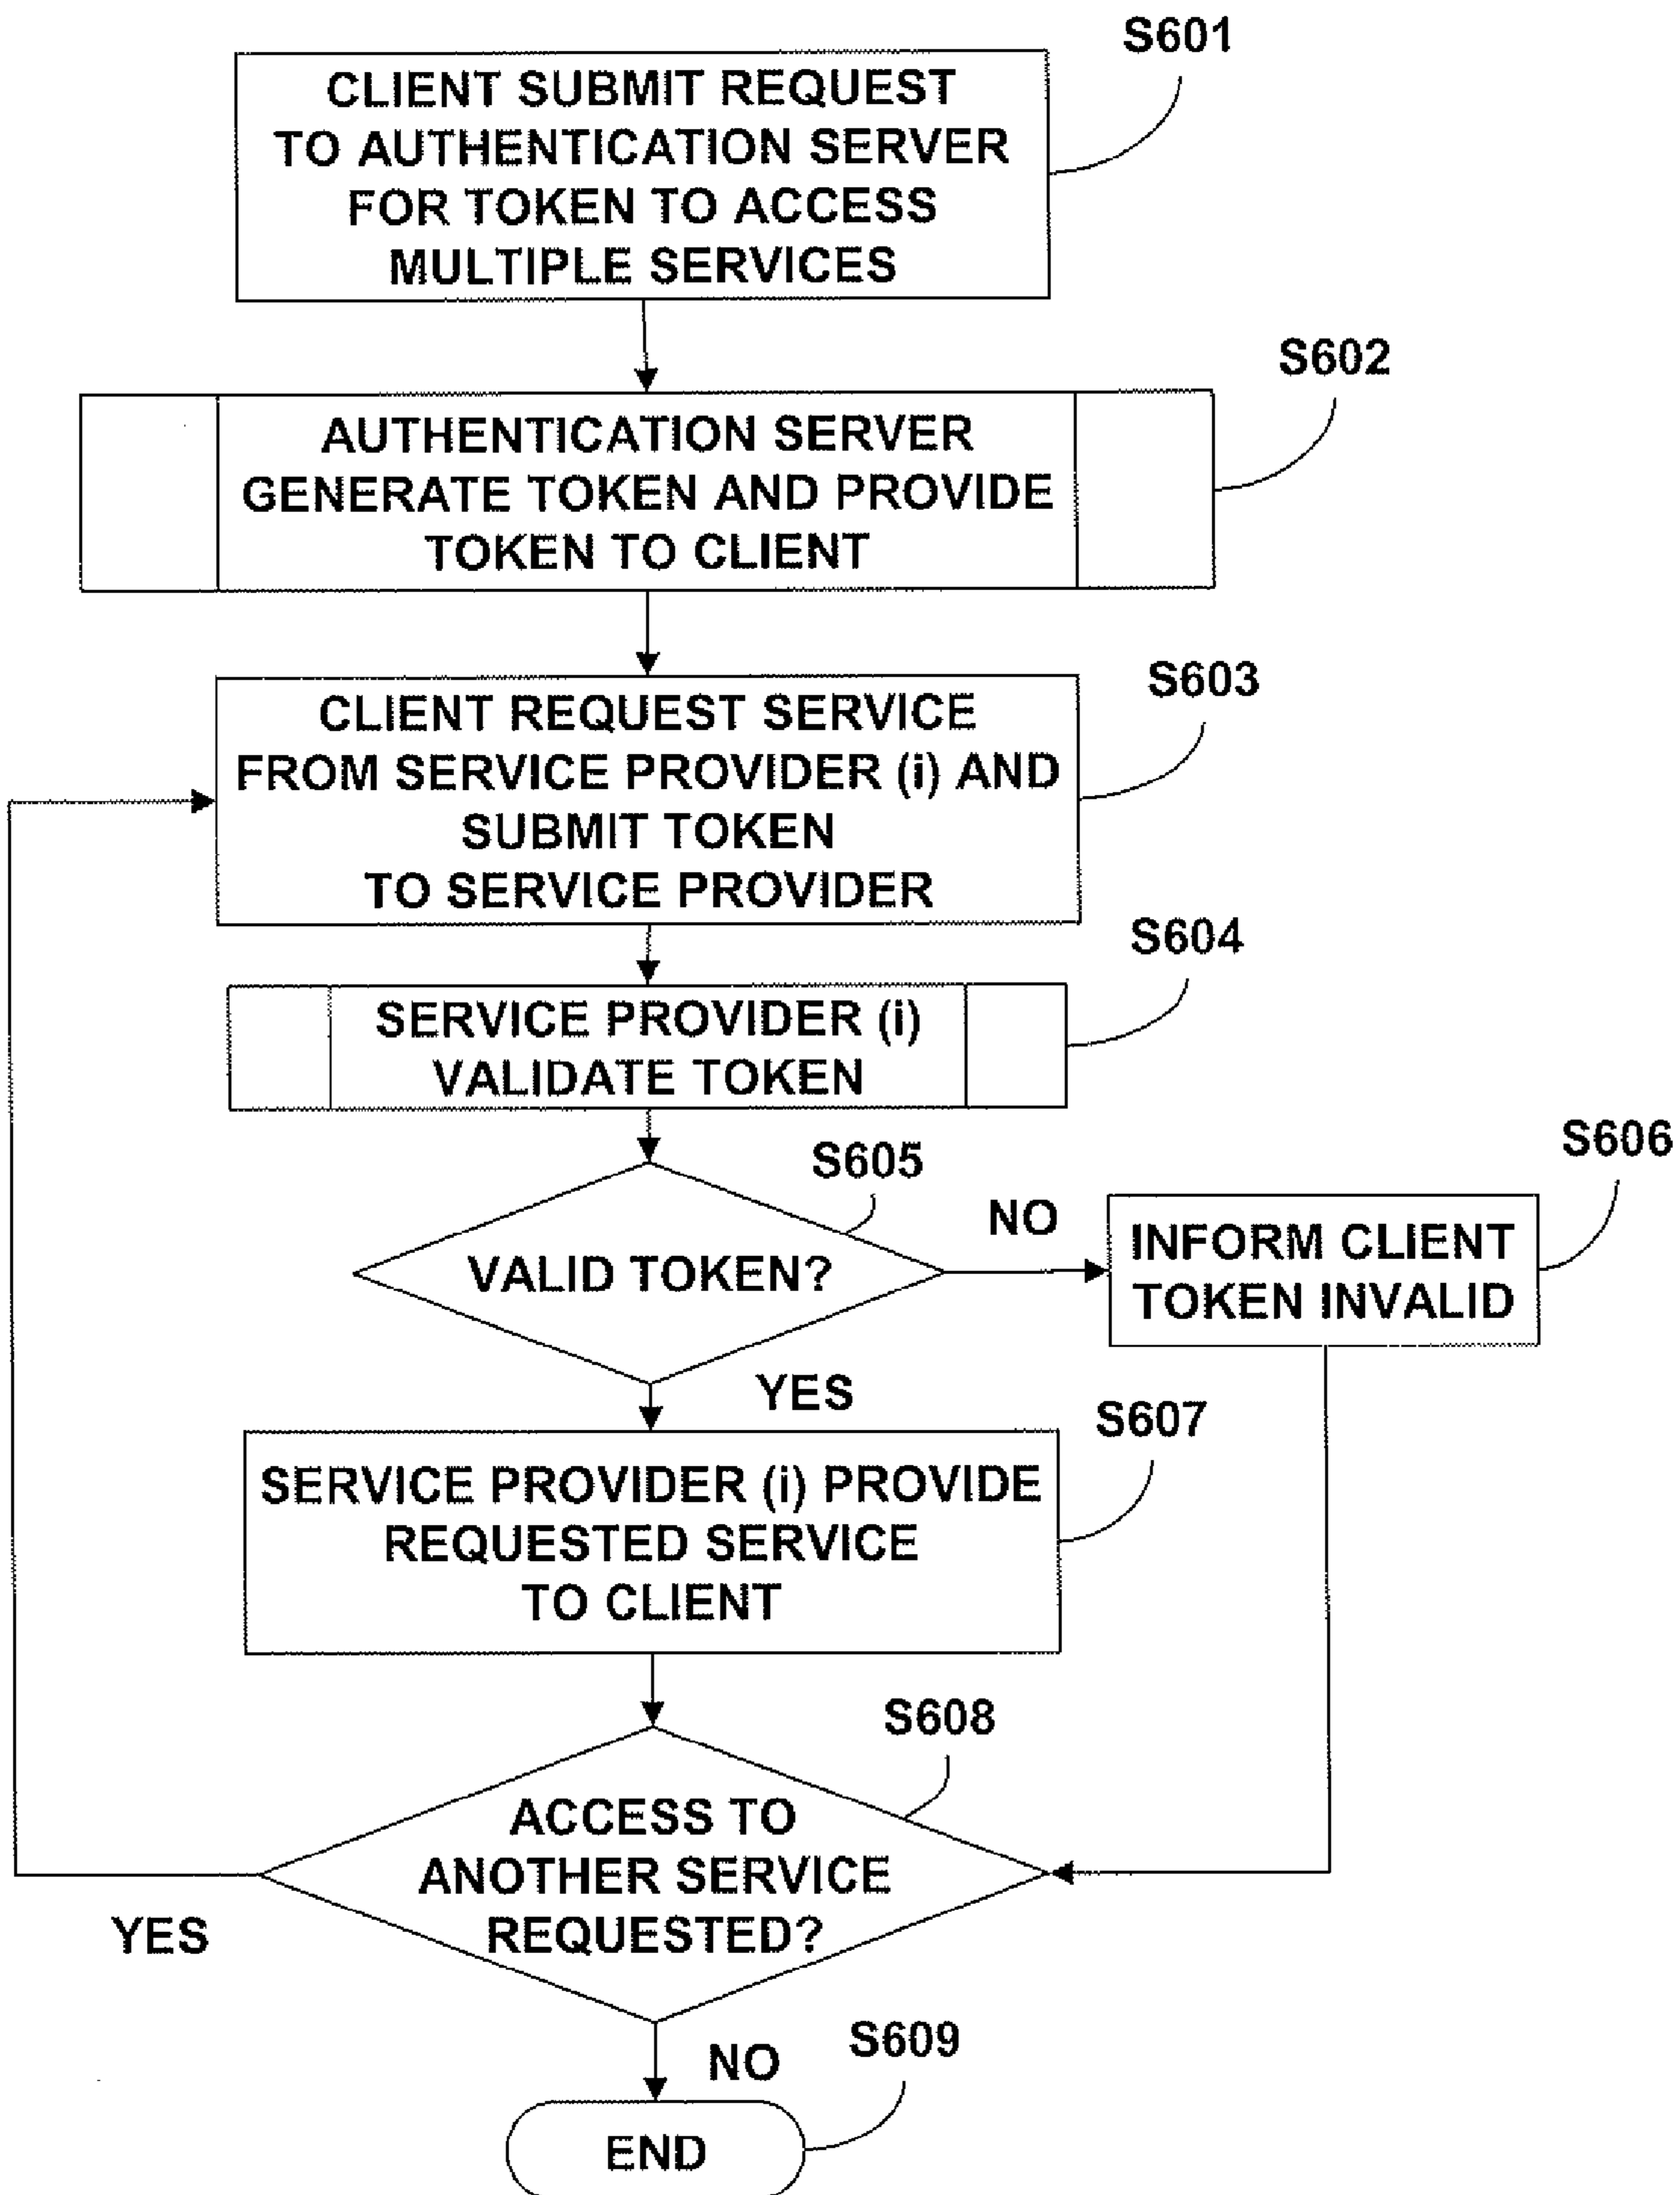 S601
CLIENT SUBMIT REQUEST
TO AUTHENTICATION SERVER
FOR TOKEN TO ACCESS
MULTIPLE SERVICES
S602
AUTHENTICATION SERVER
GENERATE TOKEN AND PROVIDE
TOKEN TO CLIENT
S603
CLIENT REQUEST SERVICE
FROM SERVICE PROVIDER (i) AND
SUBMIT TOKEN
TO SERVICE PROVIDER
S604
SERVICE PROVIDER (i)
VALIDATE TOKEN
S605
VALID TOKEN?
NO
S606
INFORM CLIENT
TOKEN INVALID
YES
S607
SERVICE PROVIDER (i) PROVIDE
REQUESTED SERVICE
TO CLIENT
S608
ACCESS TO
ANOTHER SERVICE
REQUESTED?
YES
NO
S609
END